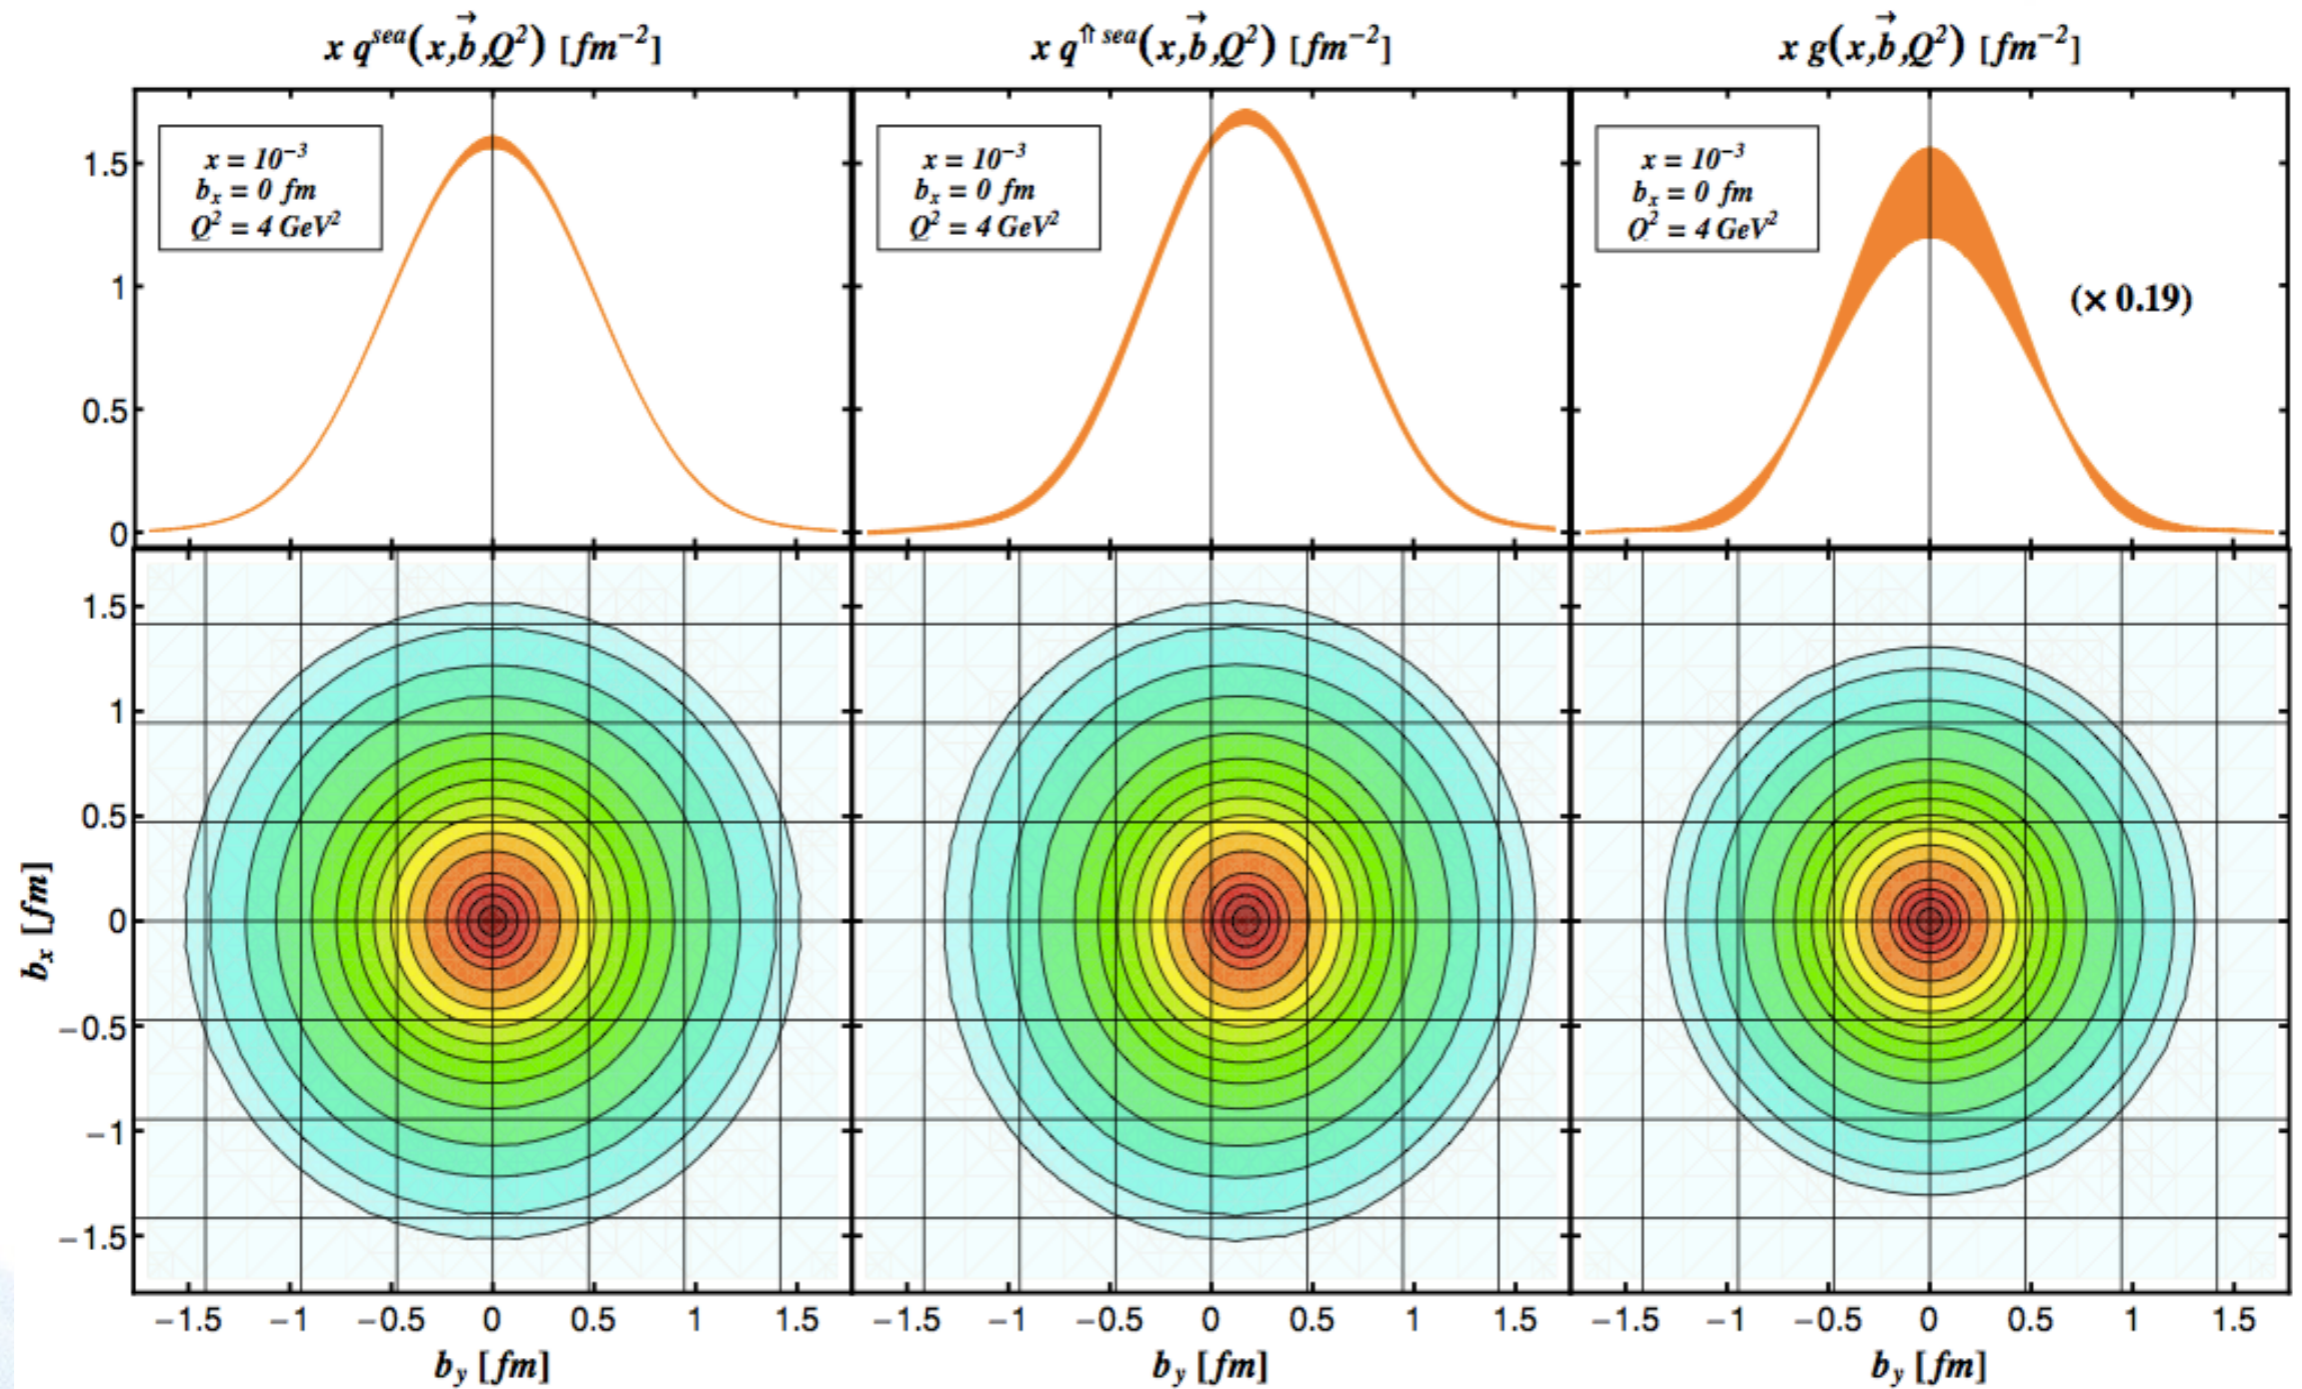 x q^sea(x,b⃗,Q²) [fm⁻²]
x q^⇑ sea(x,b⃗,Q²) [fm⁻²]
x g(x,b⃗,Q²) [fm⁻²]
x = 10⁻³
bₓ = 0 fm
Q² = 4 GeV²
x = 10⁻³
bₓ = 0 fm
Q² = 4 GeV²
x = 10⁻³
bₓ = 0 fm
Q² = 4 GeV²
(× 0.19)
1.5
1
0.5
0
1.5
1
0.5
0
−0.5
−1
−1.5
bₓ [fm]
−1.5 −1 −0.5 0 0.5 1 1.5
−1.5 −1 −0.5 0 0.5 1 1.5
−1.5 −1 −0.5 0 0.5 1 1.5
b_y [fm]
b_y [fm]
b_y [fm]